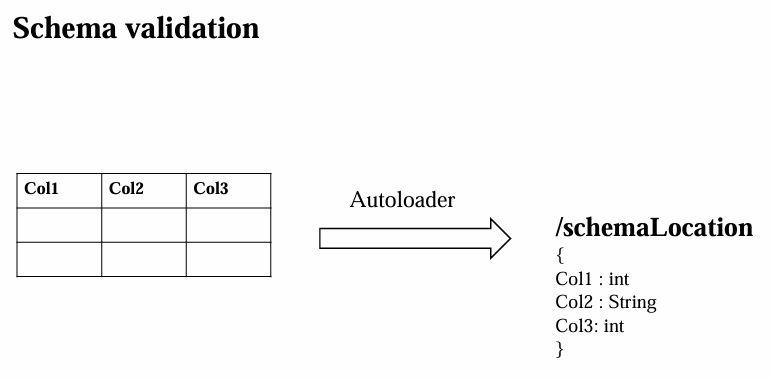 Schema validation
Col1 Col2 Col3
Autoloader
/schemaLocation
{
Col1 : int
Col2 : String
Col3: int
}